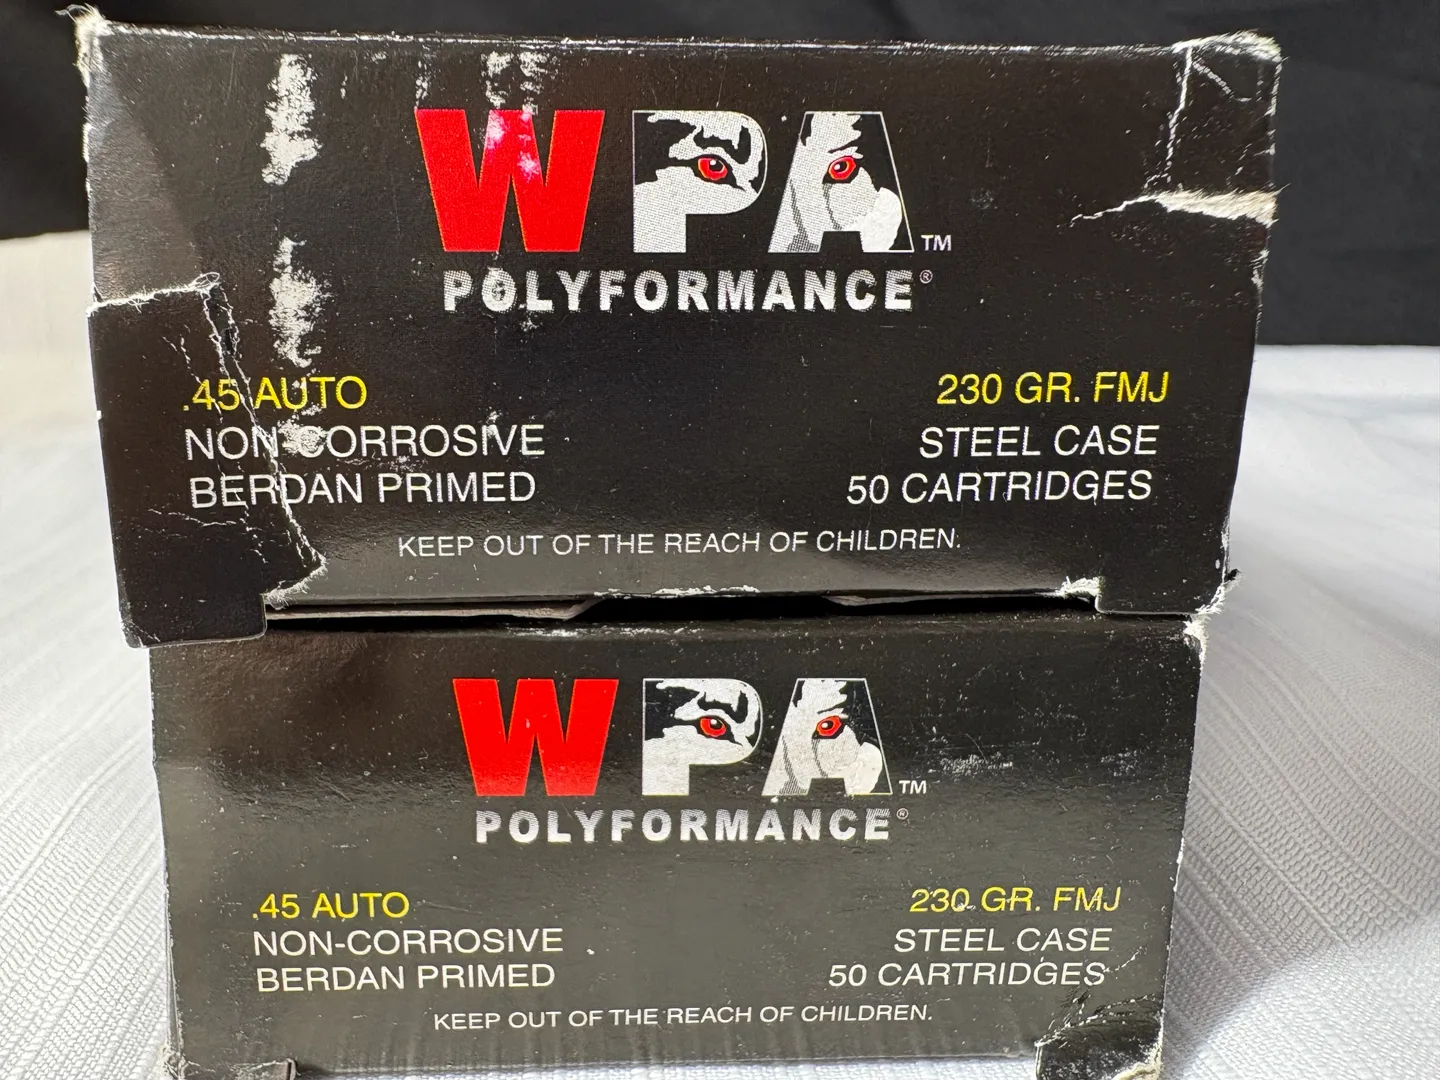 WPA™
POLYFORMANCE®
.45 AUTO
NON-CORROSIVE
BERDAN PRIMED
230 GR. FMJ
STEEL CASE
50 CARTRIDGES
KEEP OUT OF THE REACH OF CHILDREN.
WPA™
POLYFORMANCE®
.45 AUTO
NON-CORROSIVE
BERDAN PRIMED
230 GR. FMJ
STEEL CASE
50 CARTRIDGES
KEEP OUT OF THE REACH OF CHILDREN.